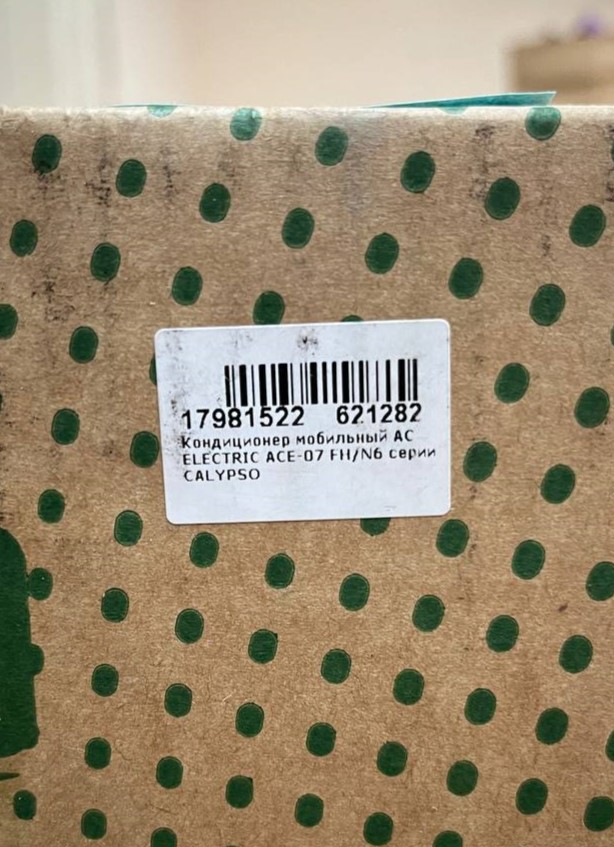 17981522 621282
Кондиционер мобильный AC
ELECTRIC ACE-07 FH/N6 серии
CALYPSO